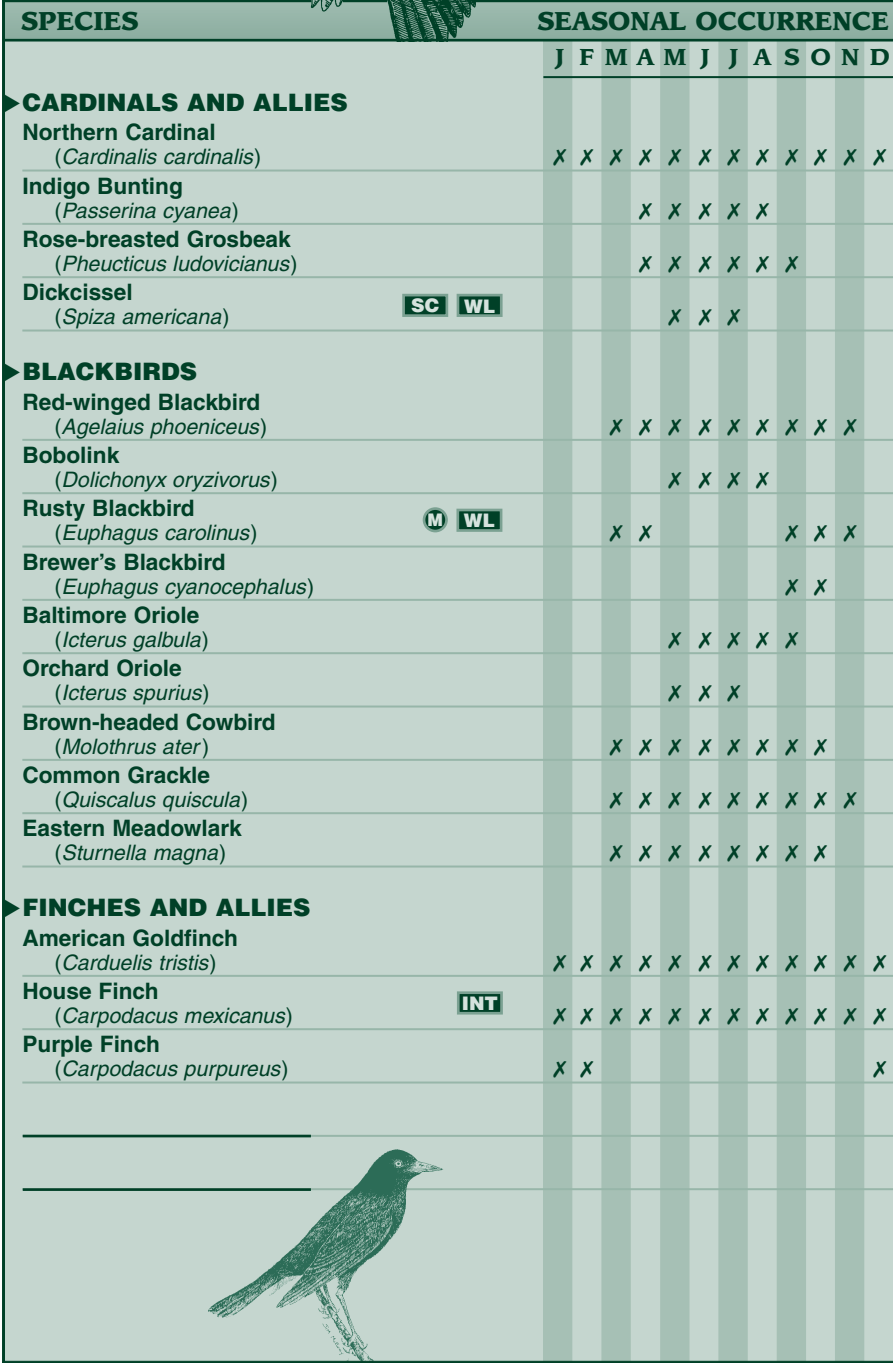 SPECIES SEASONAL OCCURRENCE
J F M A M J J A S O N D
CARDINALS AND ALLIES
Northern Cardinal
(Cardinalis cardinalis) ✗ ✗ ✗ ✗ ✗ ✗ ✗ ✗ ✗ ✗ ✗ ✗
Indigo Bunting
(Passerina cyanea) ✗ ✗ ✗ ✗ ✗
Rose-breasted Grosbeak
(Pheucticus ludovicianus) ✗ ✗ ✗ ✗ ✗ ✗
Dickcissel SC WL
(Spiza americana) ✗ ✗ ✗
BLACKBIRDS
Red-winged Blackbird
(Agelaius phoeniceus) ✗ ✗ ✗ ✗ ✗ ✗ ✗ ✗ ✗
Bobolink
(Dolichonyx oryzivorus) ✗ ✗ ✗ ✗
Rusty Blackbird M WL
(Euphagus carolinus) ✗ ✗ ✗ ✗ ✗
Brewer’s Blackbird
(Euphagus cyanocephalus) ✗ ✗
Baltimore Oriole
(Icterus galbula) ✗ ✗ ✗ ✗ ✗
Orchard Oriole
(Icterus spurius) ✗ ✗ ✗
Brown-headed Cowbird
(Molothrus ater) ✗ ✗ ✗ ✗ ✗ ✗ ✗ ✗
Common Grackle
(Quiscalus quiscula) ✗ ✗ ✗ ✗ ✗ ✗ ✗ ✗ ✗
Eastern Meadowlark
(Sturnella magna) ✗ ✗ ✗ ✗ ✗ ✗ ✗ ✗
FINCHES AND ALLIES
American Goldfinch
(Carduelis tristis) ✗ ✗ ✗ ✗ ✗ ✗ ✗ ✗ ✗ ✗ ✗ ✗
House Finch INT
(Carpodacus mexicanus) ✗ ✗ ✗ ✗ ✗ ✗ ✗ ✗ ✗ ✗ ✗ ✗
Purple Finch
(Carpodacus purpureus) ✗ ✗ ✗